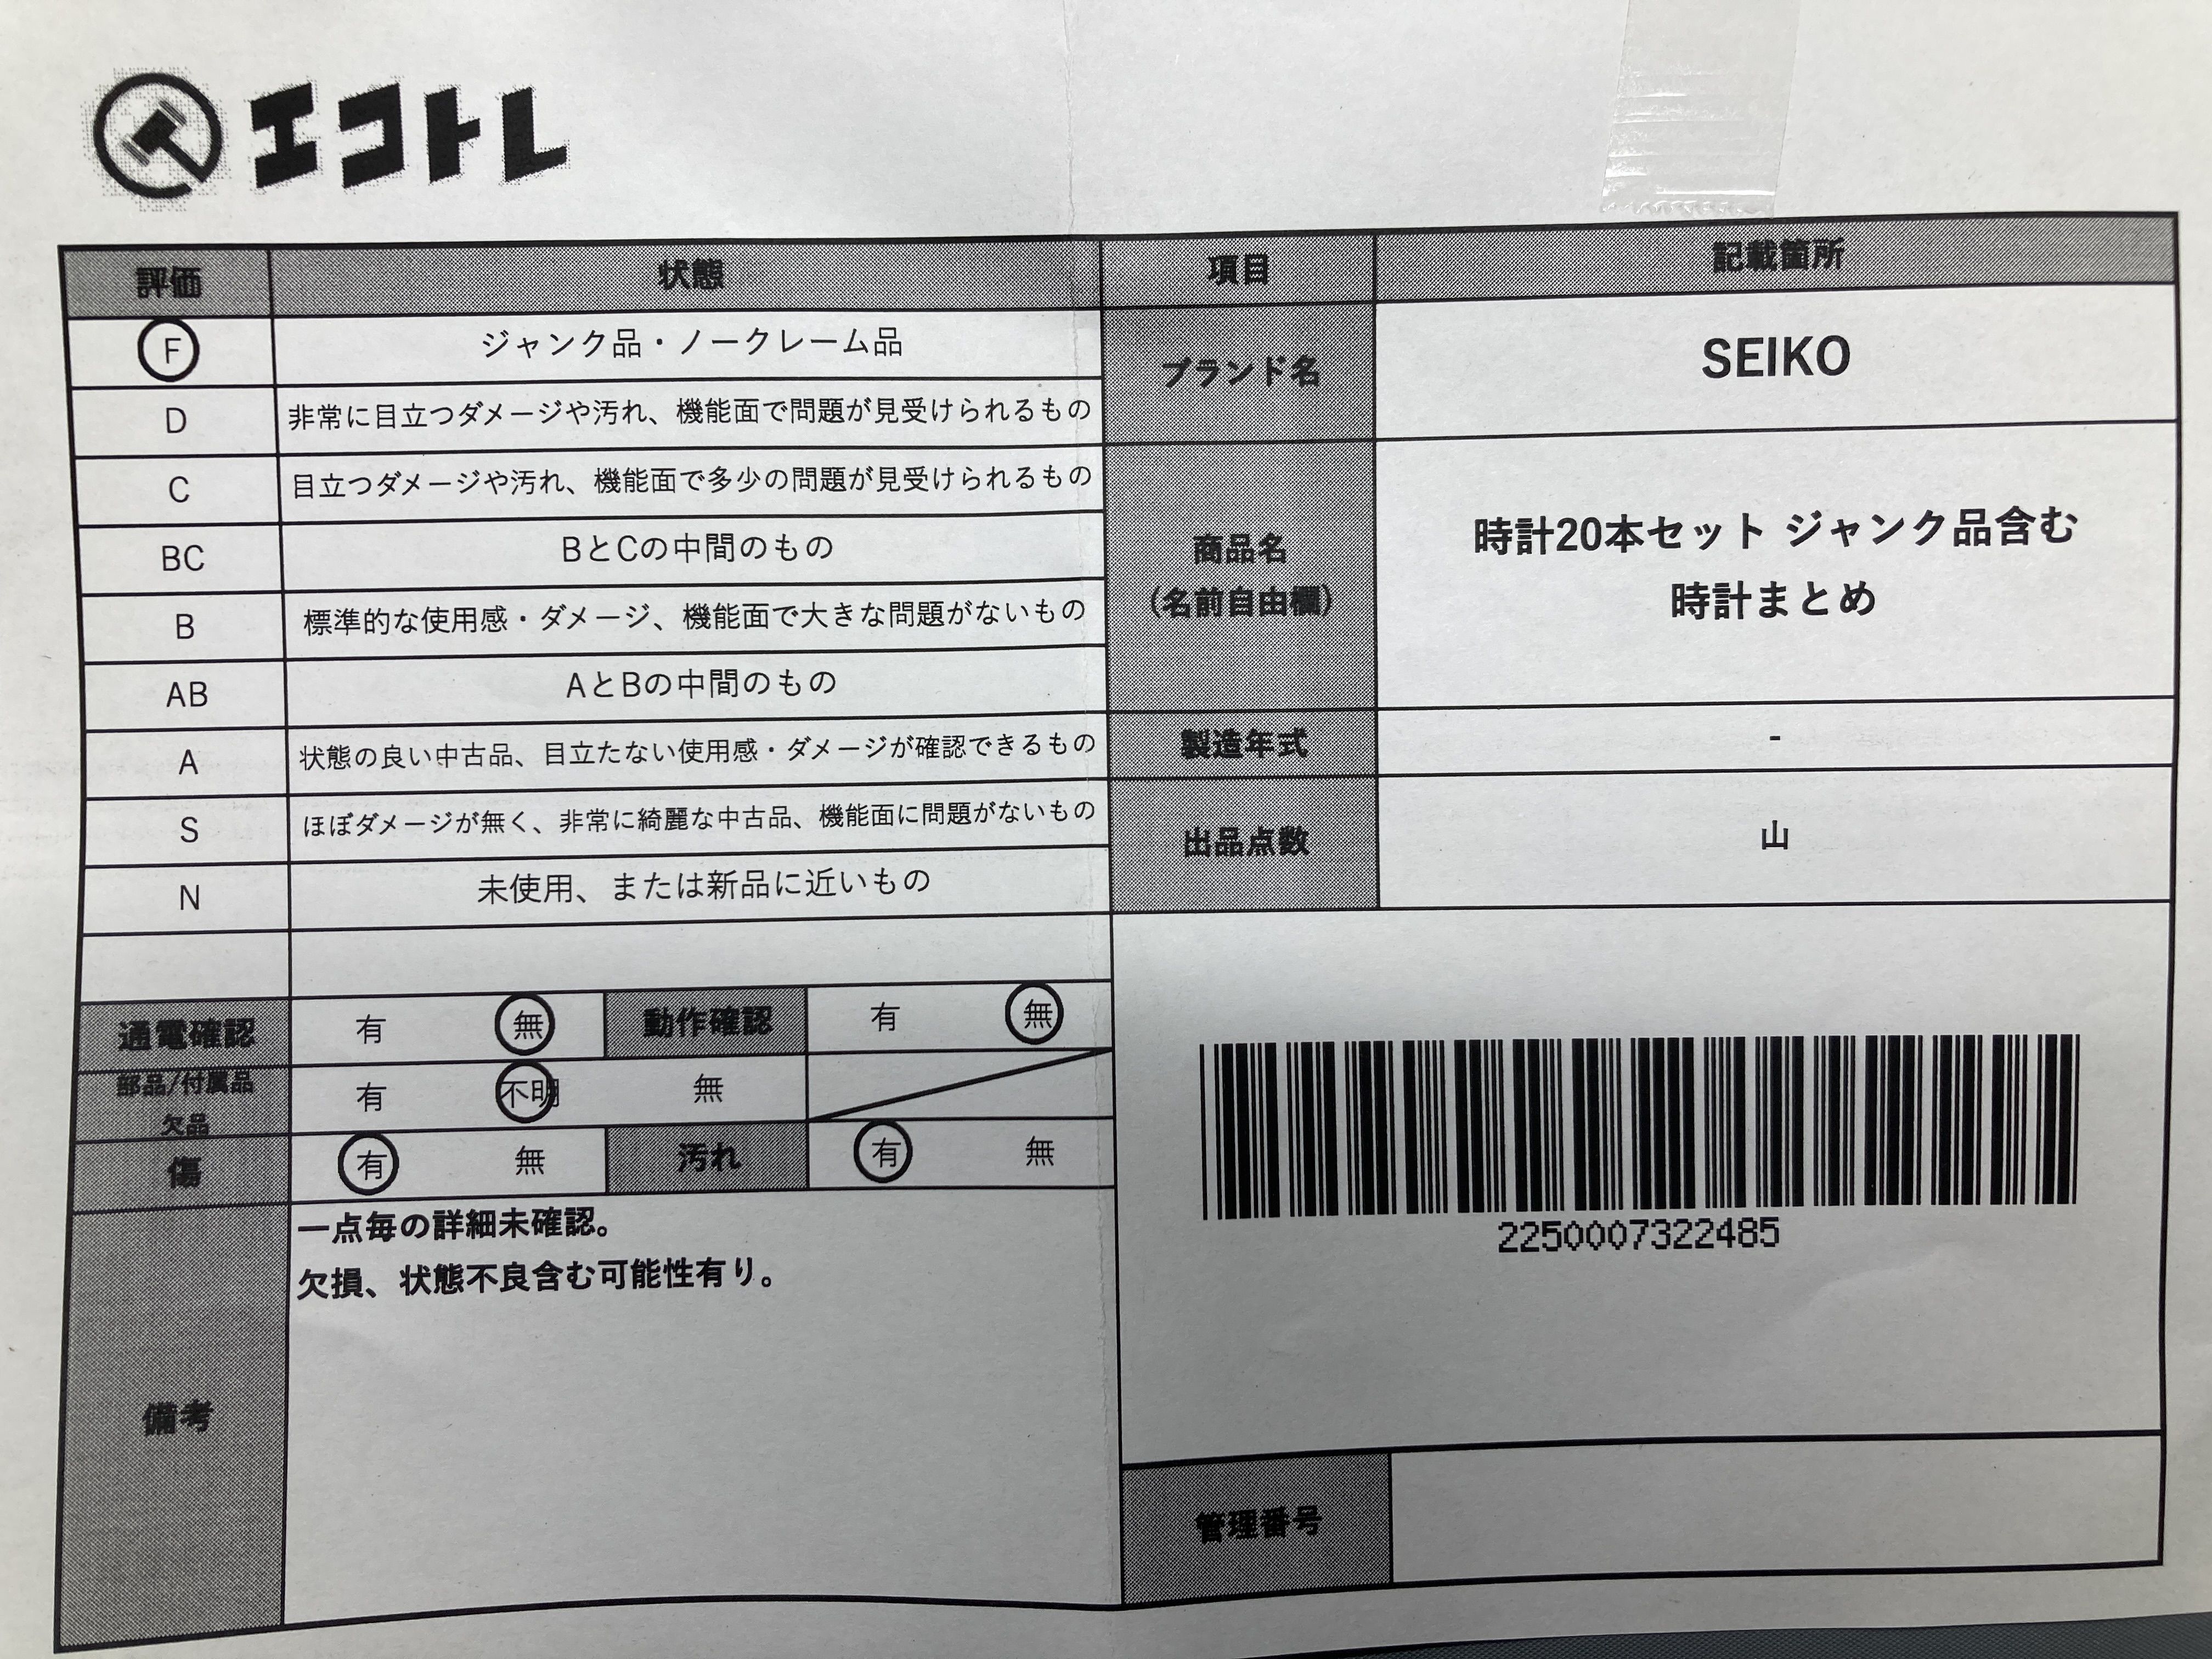 エコトレ
評価 状態 項目 記載箇所
F ジャンク品・ノークレーム品
D 非常に目立つダメージや汚れ、機能面で問題が見受けられるもの
C 目立つダメージや汚れ、機能面で多少の問題が見受けられるもの
BC BとCの中間のもの
B 標準的な使用感・ダメージ、機能面で大きな問題がないもの
AB AとBの中間のもの
A 状態の良い中古品、目立たない使用感・ダメージが確認できるもの
S ほぼダメージが無く、非常に綺麗な中古品、機能面に問題がないもの
N 未使用、または新品に近いもの
ブランド名 SEIKO
商品名
(名前自由欄)
時計20本セット ジャンク品含む
時計まとめ
製造年式 -
出品点数 山
通電確認 有 無 動作確認 有 無
部品/付属品
欠品
有 不明 無
傷 有 無 汚れ 有 無
備考
一点毎の詳細未確認。
欠損、状態不良含む可能性有り。
2250007322485
管理番号